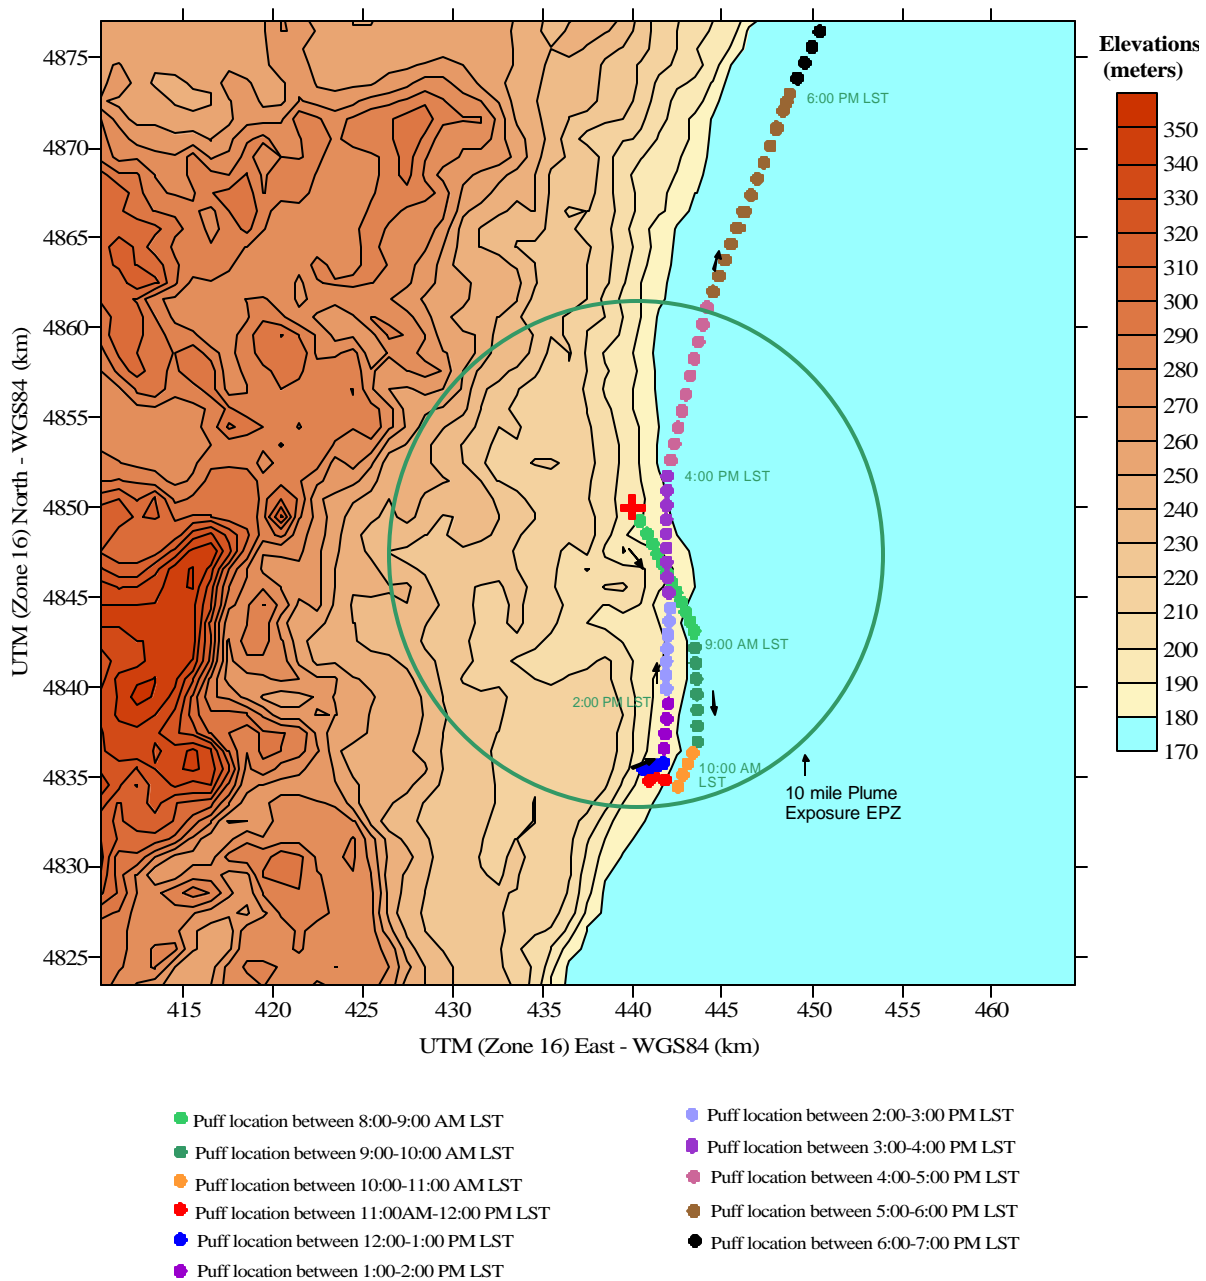 Elevations
(meters)
350
340
330
320
310
300
290
280
270
260
250
240
230
220
210
200
190
180
170
4875
4870
4865
4860
4855
4850
4845
4840
4835
4830
4825
UTM (Zone 16) North - WGS84 (km)
6:00 PM LST
4:00 PM LST
9:00 AM LST
2:00 PM LST
10:00 AM
LST
10 mile Plume
Exposure EPZ
415 420 425 430 435 440 445 450 455 460
UTM (Zone 16) East - WGS84 (km)
Puff location between 8:00-9:00 AM LST
Puff location between 9:00-10:00 AM LST
Puff location between 10:00-11:00 AM LST
Puff location between 11:00AM-12:00 PM LST
Puff location between 12:00-1:00 PM LST
Puff location between 1:00-2:00 PM LST
Puff location between 2:00-3:00 PM LST
Puff location between 3:00-4:00 PM LST
Puff location between 4:00-5:00 PM LST
Puff location between 5:00-6:00 PM LST
Puff location between 6:00-7:00 PM LST